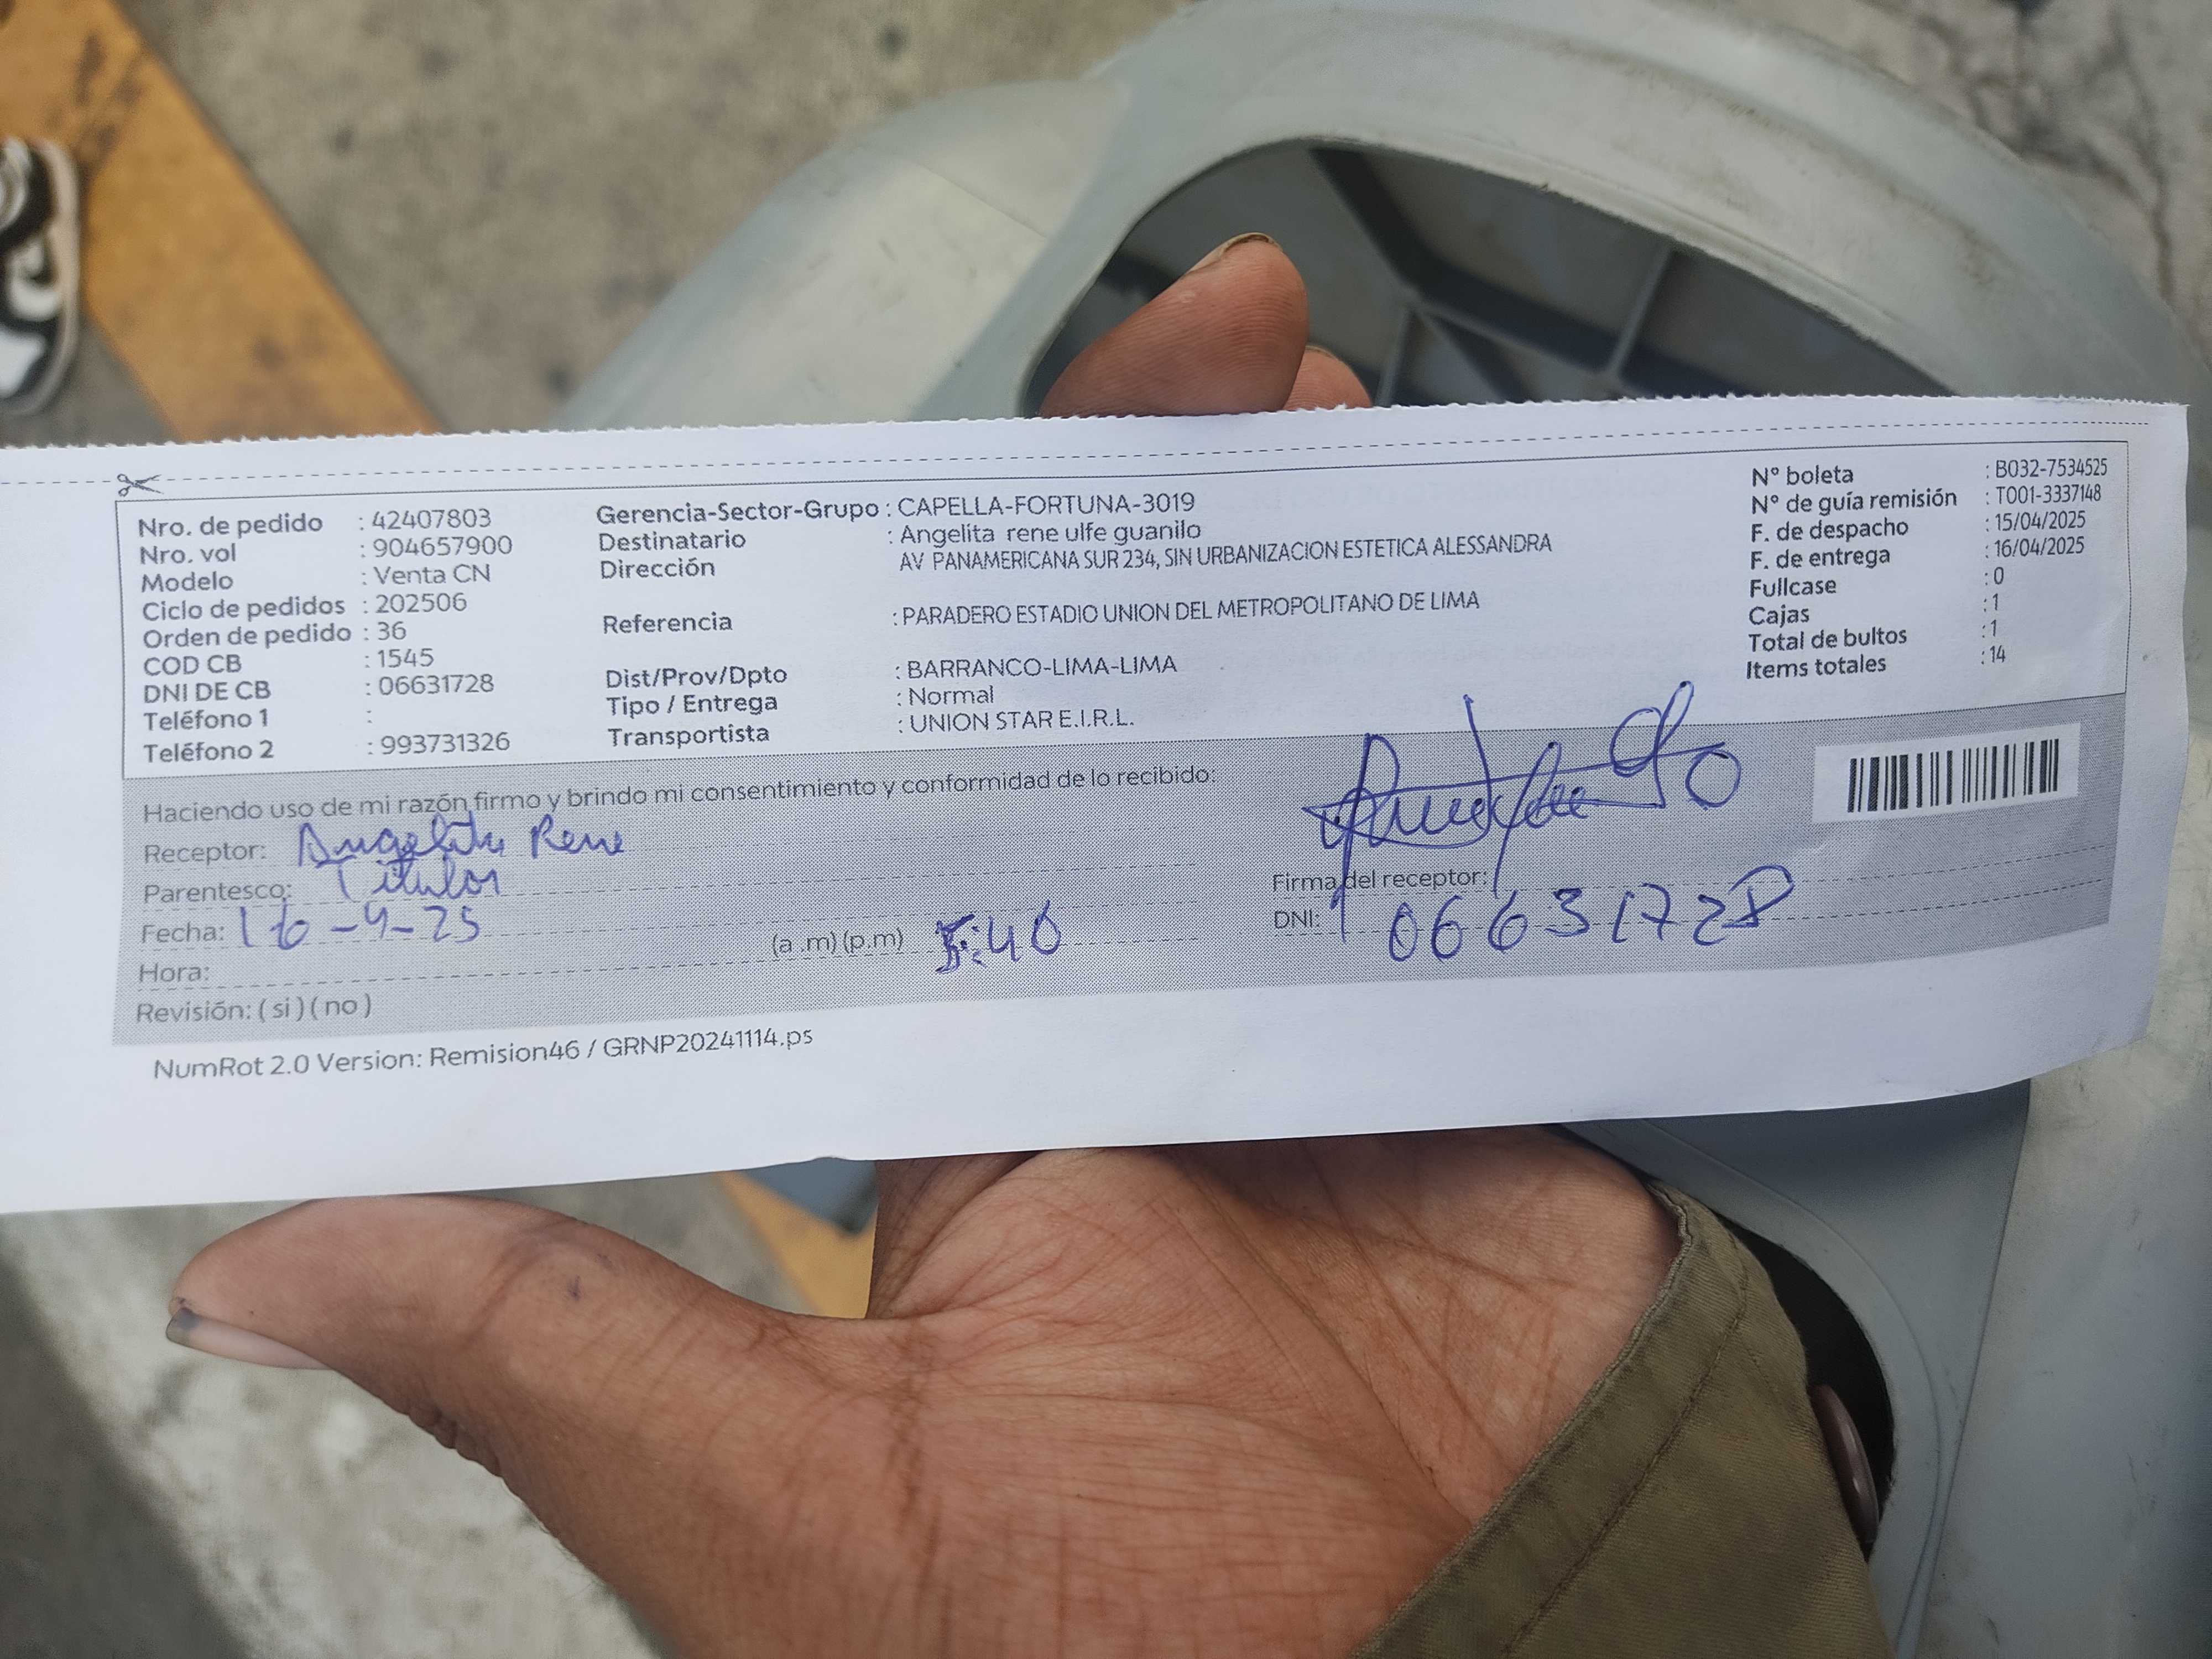 Nro. de pedido : 42407803
Nro. vol : 904657900
Modelo : Venta CN
Ciclo de pedidos : 202506
Orden de pedido : 36
COD CB : 1545
DNI DE CB : 06631728
Teléfono 1 :
Teléfono 2 : 993731326
Gerencia-Sector-Grupo : CAPELLA-FORTUNA-3019
Destinatario : Angelita rene ulfe guanilo
Dirección AV PANAMERICANA SUR 234, SIN URBANIZACION ESTETICA ALESSANDRA
Referencia : PARADERO ESTADIO UNION DEL METROPOLITANO DE LIMA
Dist/Prov/Dpto : BARRANCO-LIMA-LIMA
Tipo / Entrega : Normal
Transportista : UNION STAR E.I.R.L.
N° boleta : B032-7534525
N° de guía remisión : T001-3337148
F. de despacho : 15/04/2025
F. de entrega : 16/04/2025
Fullcase : 0
Cajas : 1
Total de bultos : 1
Items totales : 14
Haciendo uso de mi razón firmo y brindo mi consentimiento y conformidad de lo recibido:
Receptor: Angelita Rene
Parentesco: Titular
Fecha: 16-4-25
Hora: (a .m) (p.m) :40
Revisión: ( si ) ( no )
Firma del receptor:
DNI: 06631728
NumRot 2.0 Version: Remision46 / GRNP20241114.ps